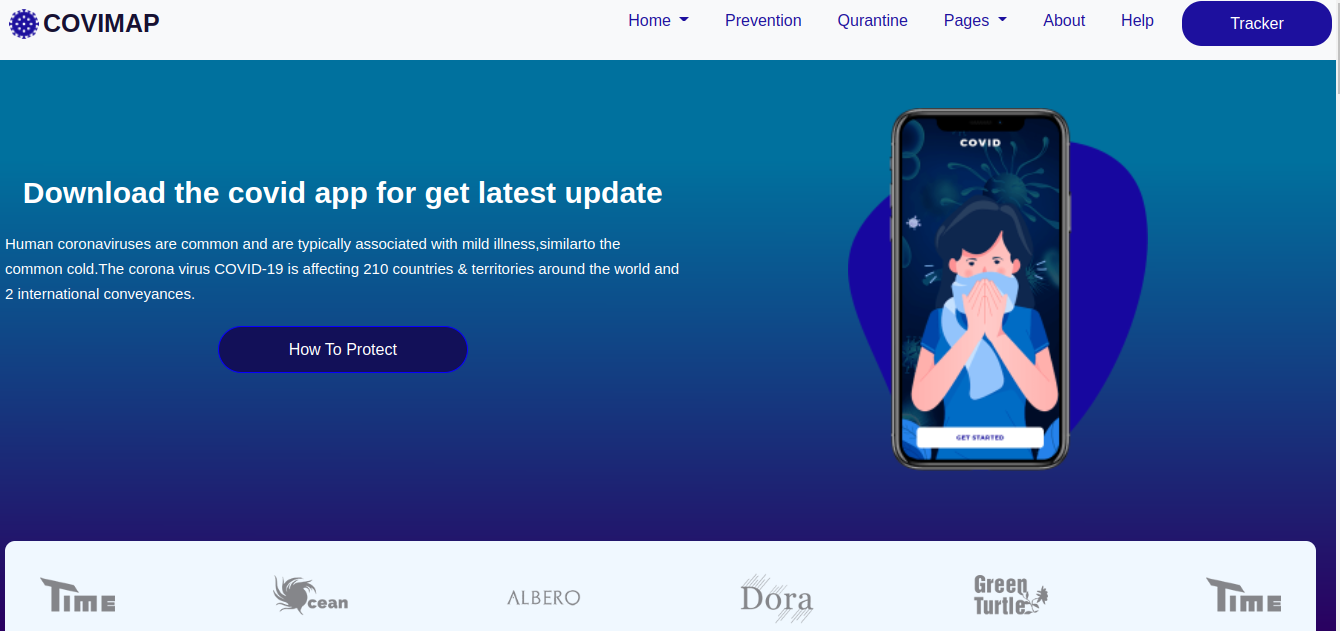 COVIMAP
Home Prevention Qurantine Pages About Help Tracker
COVID
Download the covid app for get latest update
Human coronaviruses are common and are typically associated with mild illness,similarto the
common cold.The corona virus COVID-19 is affecting 210 countries & territories around the world and
2 international conveyances.
How To Protect
GET STARTED
TIME
cean
ALBERO
Dora
Green
Turtle
TIME